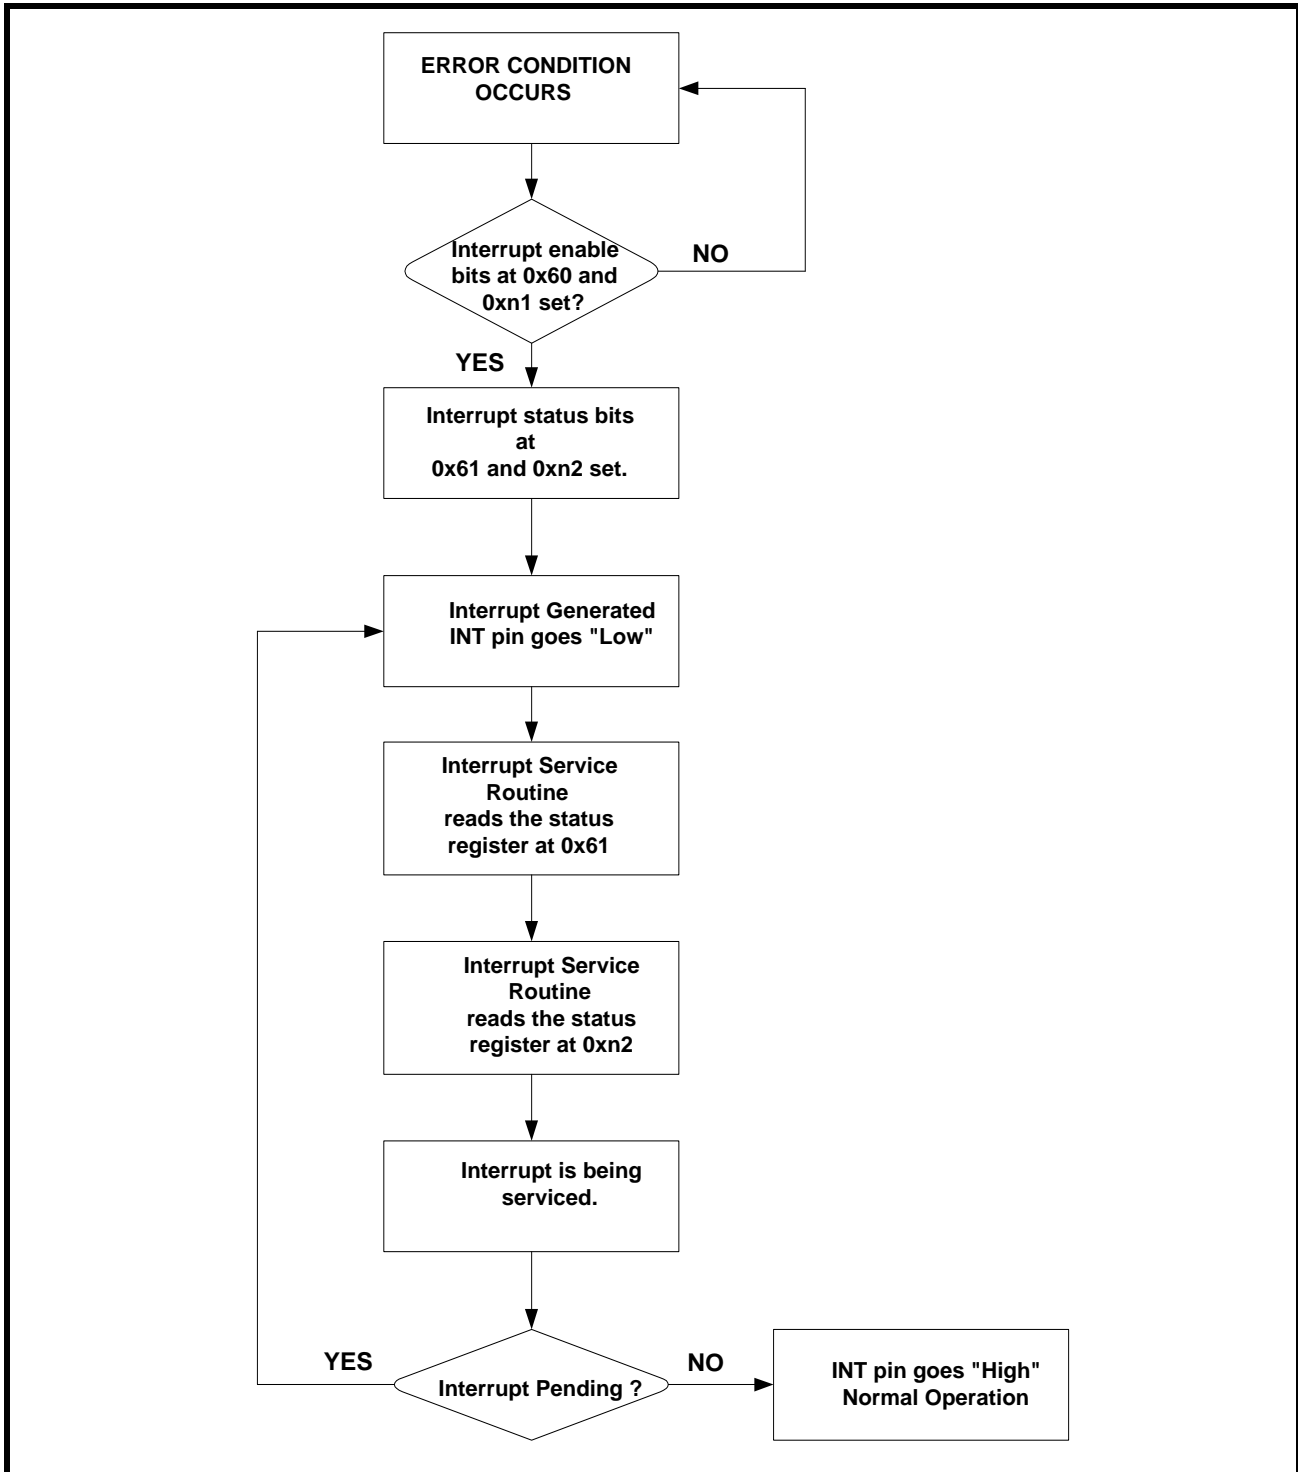 ERROR CONDITION
OCCURS
Interrupt enable
bits at 0x60 and
0xn1 set?
NO
YES
Interrupt status bits
at
0x61 and 0xn2 set.
Interrupt Generated
INT pin goes "Low"
Interrupt Service
Routine
reads the status
register at 0x61
Interrupt Service
Routine
reads the status
register at 0xn2
Interrupt is being
serviced.
YES
Interrupt Pending ?
NO
INT pin goes "High"
Normal Operation